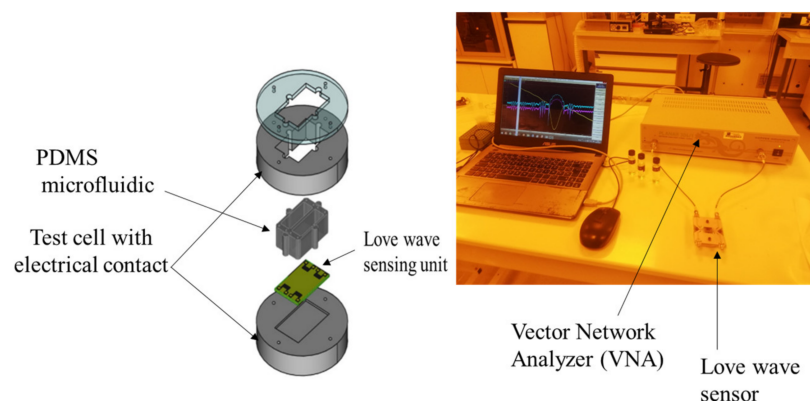 PDMS
microfluidic
Test cell with
electrical contact
Love wave
sensing unit
Vector Network
Analyzer (VNA)
Love wave
sensor